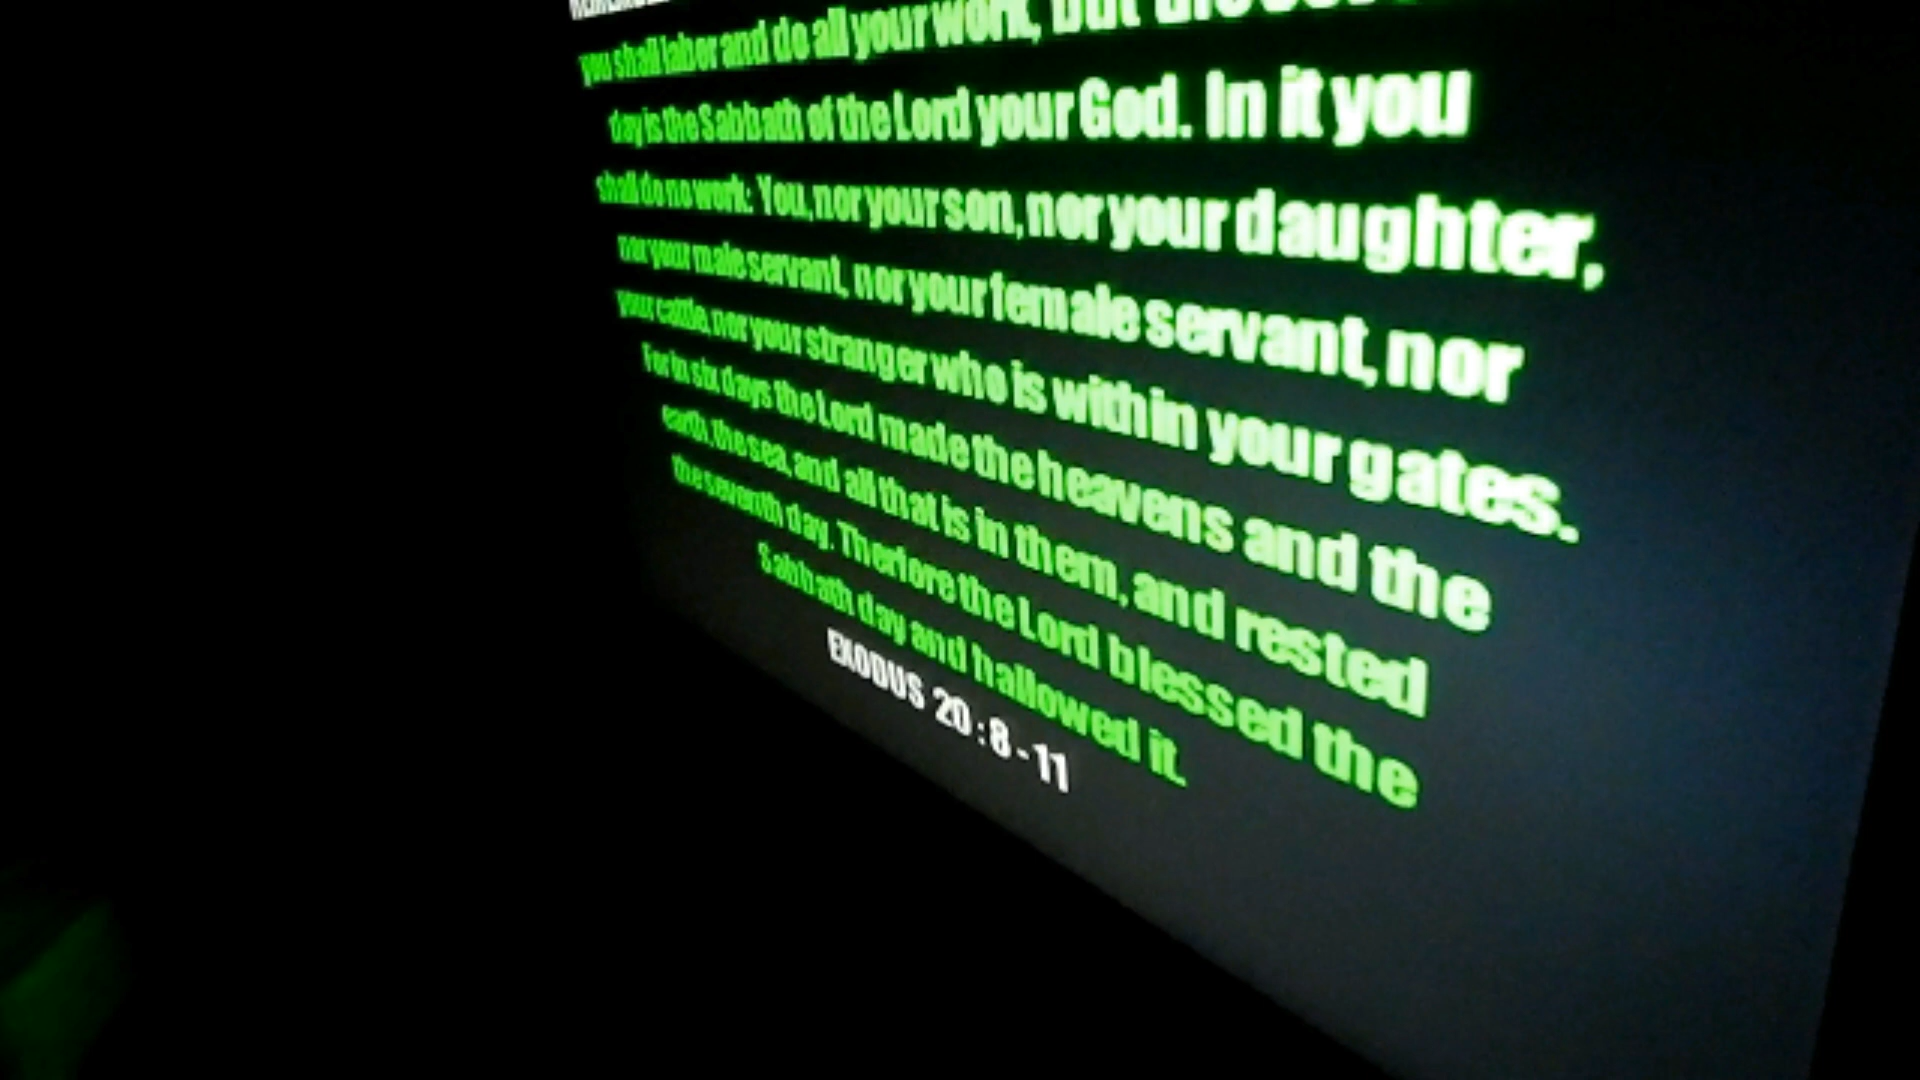 you shall labor and do all your work, but the
day is the Sabbath of the Lord your God. In it you
shall do no work: You, nor your son, nor your daughter,
nor your male servant, nor your female servant, nor
your cattle, nor your stranger who is within your gates.
For in six days the Lord made the heavens and the
earth, the sea, and all that is in them, and rested
the seventh day. Therfore the Lord blessed the
Sabbath day and hallowed it.
EXODUS 20 : 8 - 11